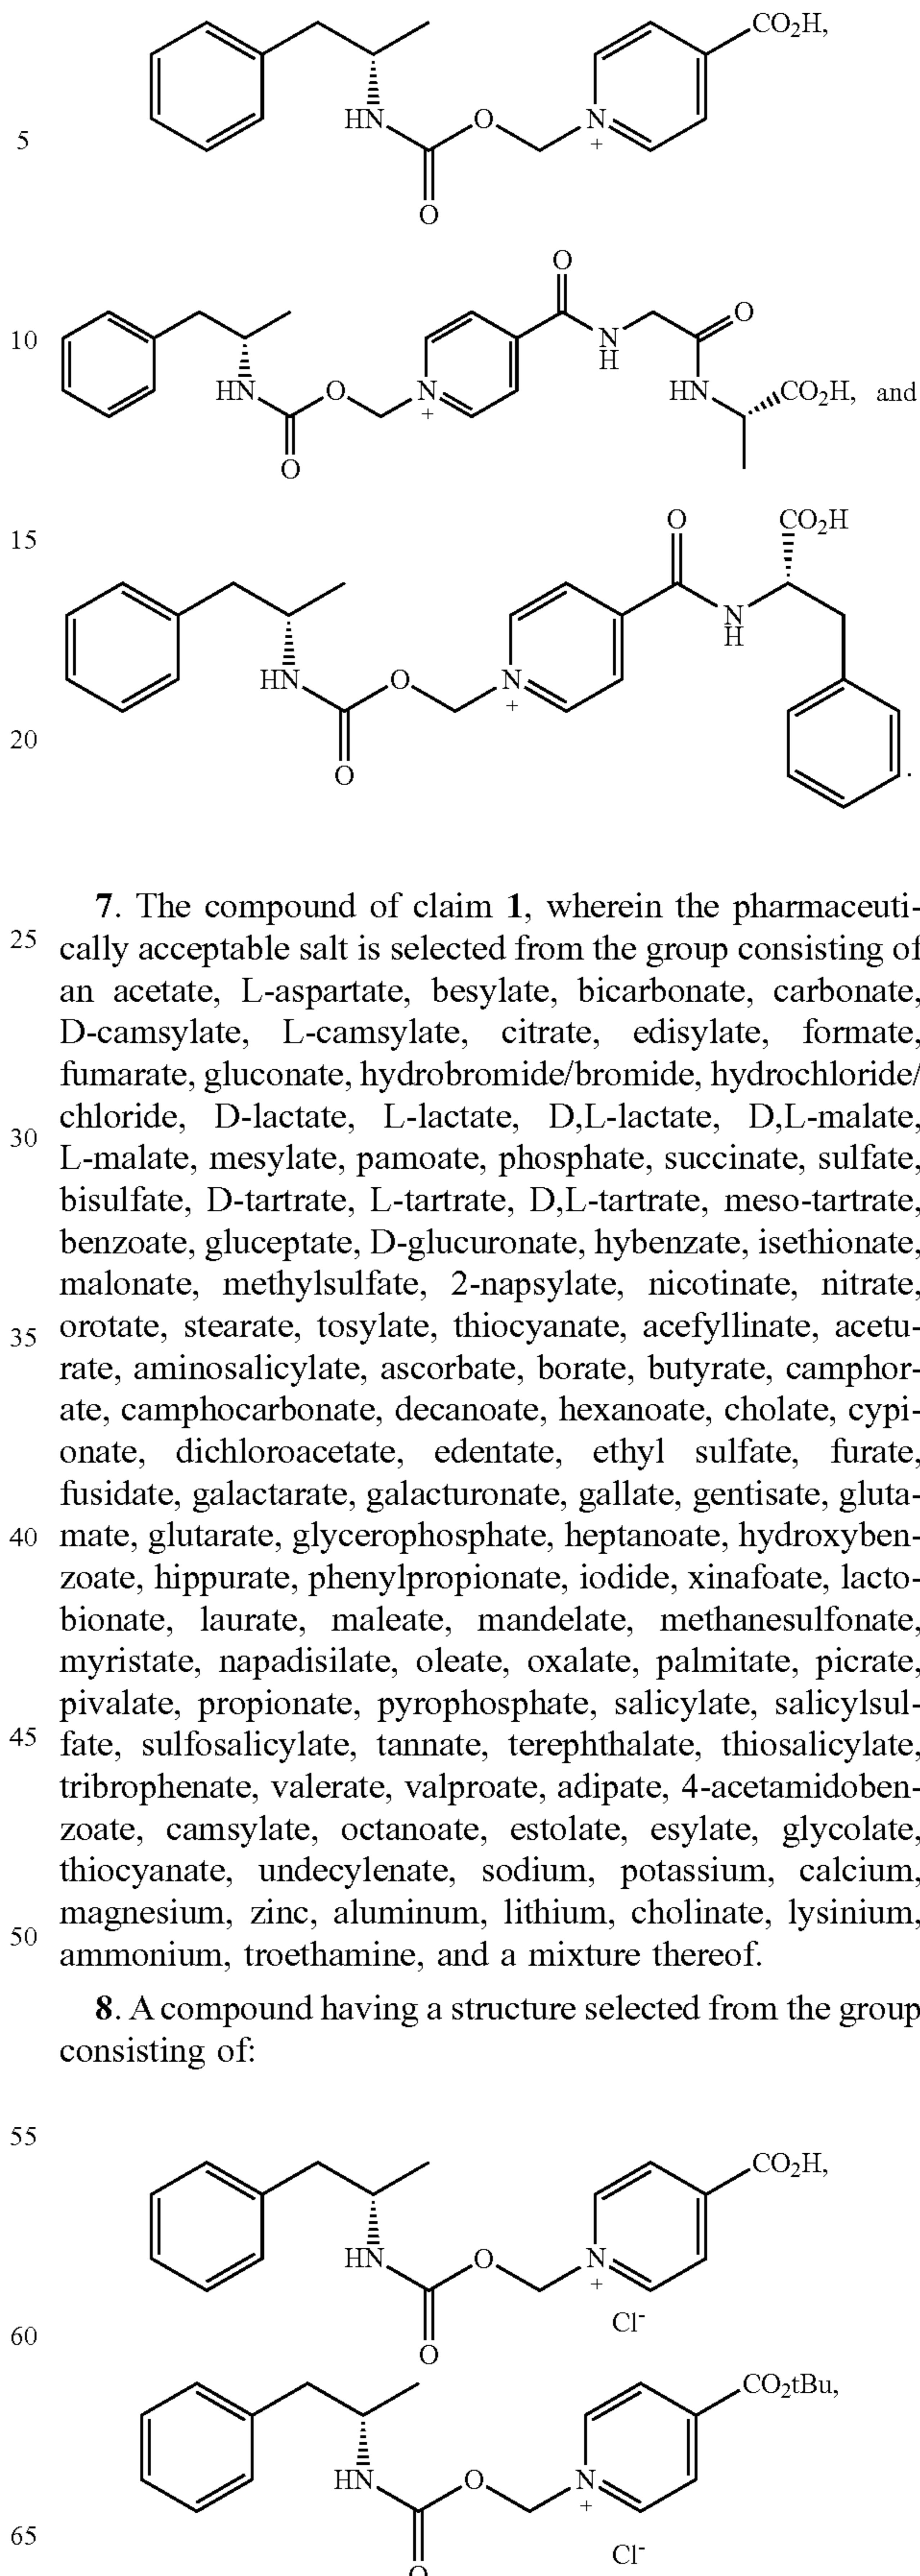 CO₂H,
HN
O
N
+
5
O
O
O
10
N
H
HN
O
N
+
HN
CO₂H, and
O
15
O
CO₂H
N
H
HN
O
N
+
20
O
.
7. The compound of claim 1, wherein the pharmaceuti-
25
cally acceptable salt is selected from the group consisting of
an acetate, L-aspartate, besylate, bicarbonate, carbonate,
D-camsylate, L-camsylate, citrate, edisylate, formate,
fumarate, gluconate, hydrobromide/bromide, hydrochloride/
chloride, D-lactate, L-lactate, D,L-lactate, D,L-malate,
30
L-malate, mesylate, pamoate, phosphate, succinate, sulfate,
bisulfate, D-tartrate, L-tartrate, D,L-tartrate, meso-tartrate,
benzoate, gluceptate, D-glucuronate, hybenzate, isethionate,
malonate, methylsulfate, 2-napsylate, nicotinate, nitrate,
35
orotate, stearate, tosylate, thiocyanate, acefyllinate, acetu-
rate, aminosalicylate, ascorbate, borate, butyrate, camphor-
ate, camphocarbonate, decanoate, hexanoate, cholate, cypi-
onate, dichloroacetate, edentate, ethyl sulfate, furate,
fusidate, galactarate, galacturonate, gallate, gentisate, gluta-
40
mate, glutarate, glycerophosphate, heptanoate, hydroxyben-
zoate, hippurate, phenylpropionate, iodide, xinafoate, lacto-
bionate, laurate, maleate, mandelate, methanesulfonate,
myristate, napadisilate, oleate, oxalate, palmitate, picrate,
pivalate, propionate, pyrophosphate, salicylate, salicylsul-
45
fate, sulfosalicylate, tannate, terephthalate, thiosalicylate,
tribrophenate, valerate, valproate, adipate, 4-acetamidoben-
zoate, camsylate, octanoate, estolate, esylate, glycolate,
thiocyanate, undecylenate, sodium, potassium, calcium,
magnesium, zinc, aluminum, lithium, cholinate, lysinium,
50
ammonium, troethamine, and a mixture thereof.
8. A compound having a structure selected from the group
consisting of:
55
CO₂H,
HN
O
N
+
Cl⁻
60
O
CO₂tBu,
HN
O
N
+
65
Cl⁻
O